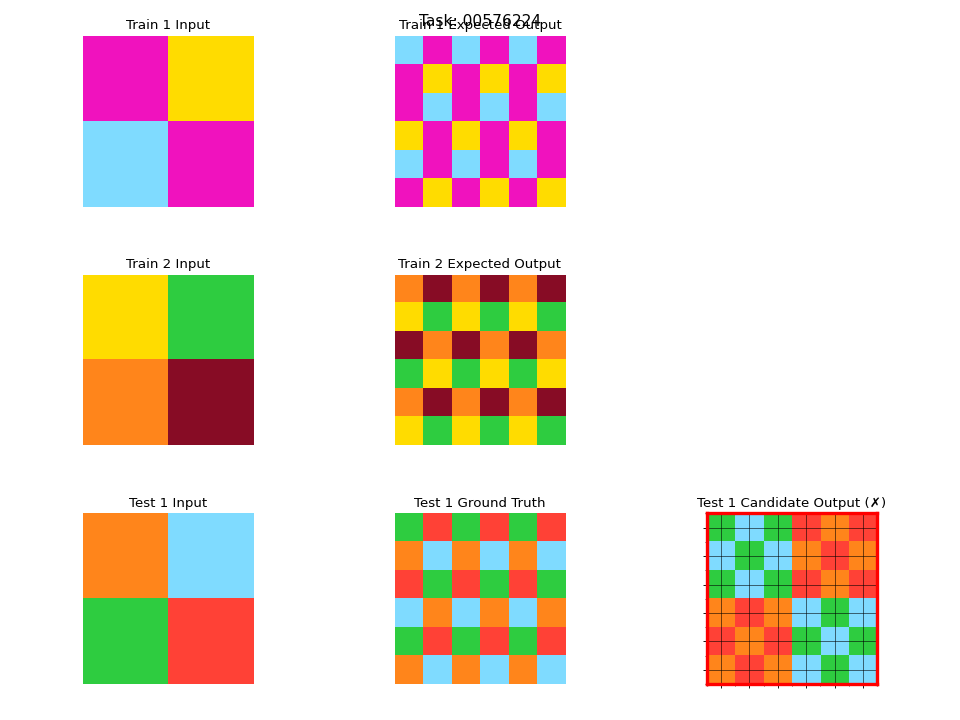 Task: 00576224
Train 1 Input
Train 1 Expected Output
Train 2 Input
Train 2 Expected Output
Test 1 Input
Test 1 Ground Truth
Test 1 Candidate Output (✗)